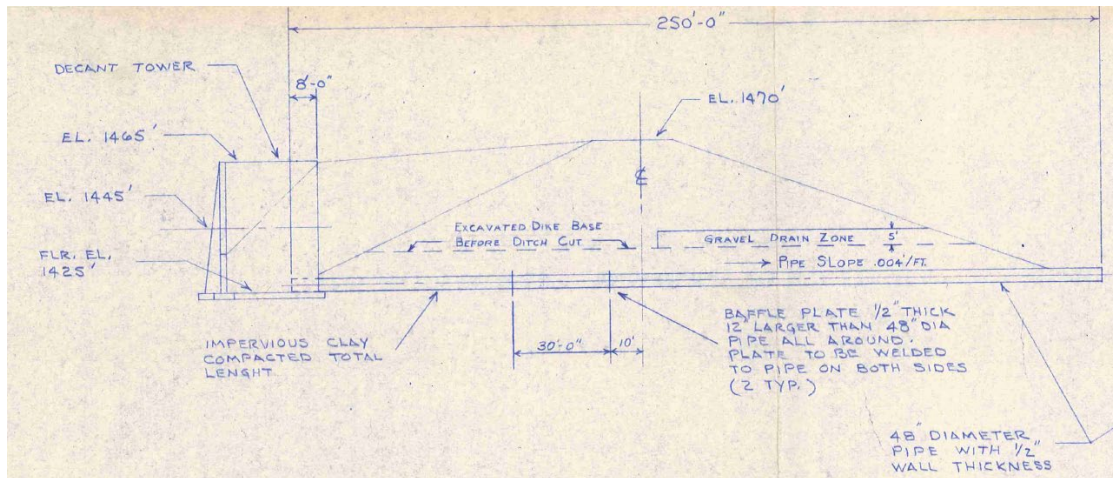 250'-0"
DECANT TOWER
8'-0"
EL. 1470'
EL. 1465'
EL. 1445'
℄
EXCAVATED DIKE BASE
BEFORE DITCH CUT
GRAVEL DRAIN ZONE
5'
FLR. EL.
1425'
PIPE SLOPE .004'/FT.
IMPERVIOUS CLAY
COMPACTED TOTAL
LENGHT
30'-0"
10'
BAFFLE PLATE 1/2" THICK
12" LARGER THAN 48" DIA
PIPE ALL AROUND.
PLATE TO BE WELDED
TO PIPE ON BOTH SIDES
(2 TYP.)
48" DIAMETER
PIPE WITH 1/2"
WALL THICKNESS